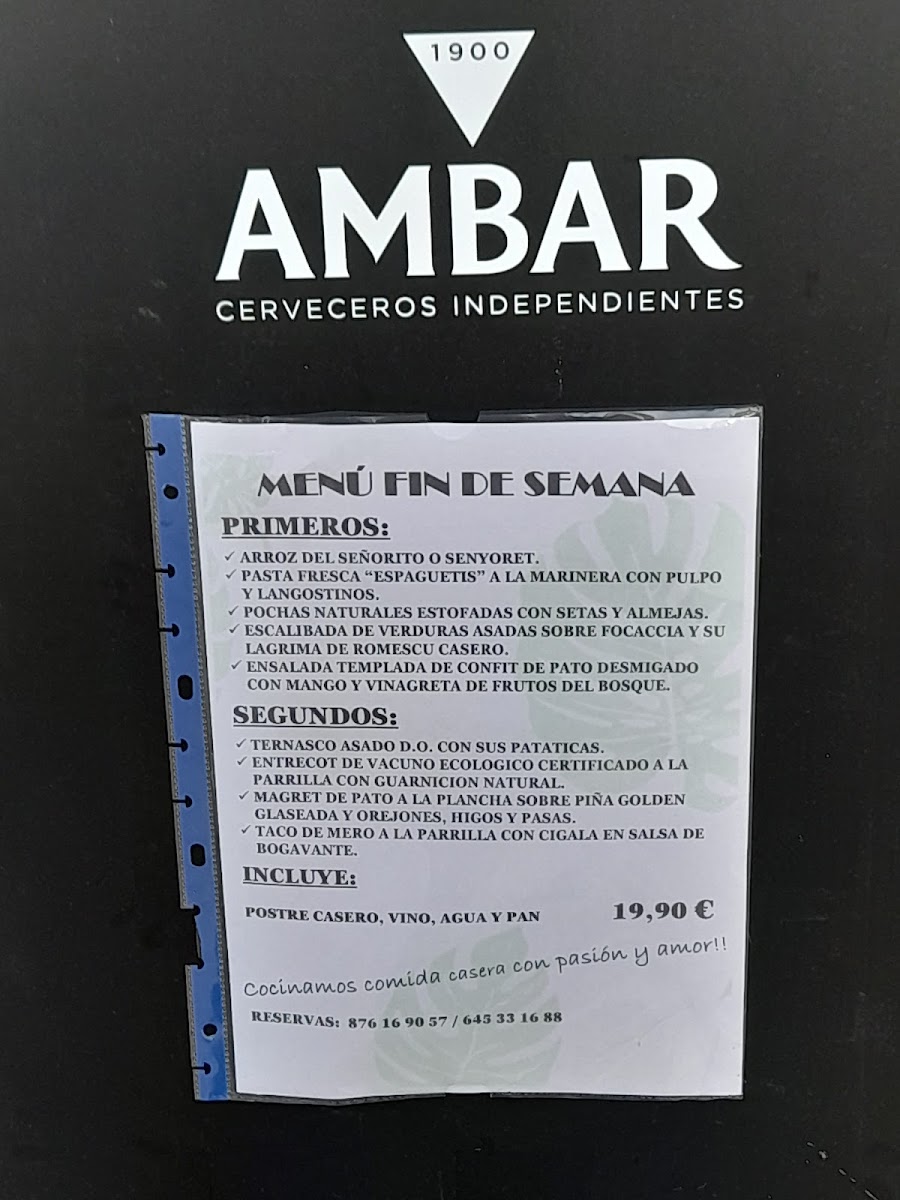 1900
AMBAR
CERVECEROS INDEPENDIENTES
MENÚ FIN DE SEMANA
PRIMEROS:
✓ ARROZ DEL SEÑORITO O SENYORET.
✓ PASTA FRESCA “ESPAGUETIS” A LA MARINERA CON PULPO
Y LANGOSTINOS.
✓ POCHAS NATURALES ESTOFADAS CON SETAS Y ALMEJAS.
✓ ESCALIBADA DE VERDURAS ASADAS SOBRE FOCACCIA Y SU
LAGRIMA DE ROMESCU CASERO.
✓ ENSALADA TEMPLADA DE CONFIT DE PATO DESMIGADO
CON MANGO Y VINAGRETA DE FRUTOS DEL BOSQUE.
SEGUNDOS:
✓ TERNASCO ASADO D.O. CON SUS PATATICAS.
✓ ENTRECOT DE VACUNO ECOLOGICO CERTIFICADO A LA
PARRILLA CON GUARNICION NATURAL.
✓ MAGRET DE PATO A LA PLANCHA SOBRE PIÑA GOLDEN
GLASEADA Y OREJONES, HIGOS Y PASAS.
✓ TACO DE MERO A LA PARRILLA CON CIGALA EN SALSA DE
BOGAVANTE.
INCLUYE:
POSTRE CASERO, VINO, AGUA Y PAN 19,90 €
Cocinamos comida casera con pasión y amor!!
RESERVAS: 876 16 90 57 / 645 33 16 88